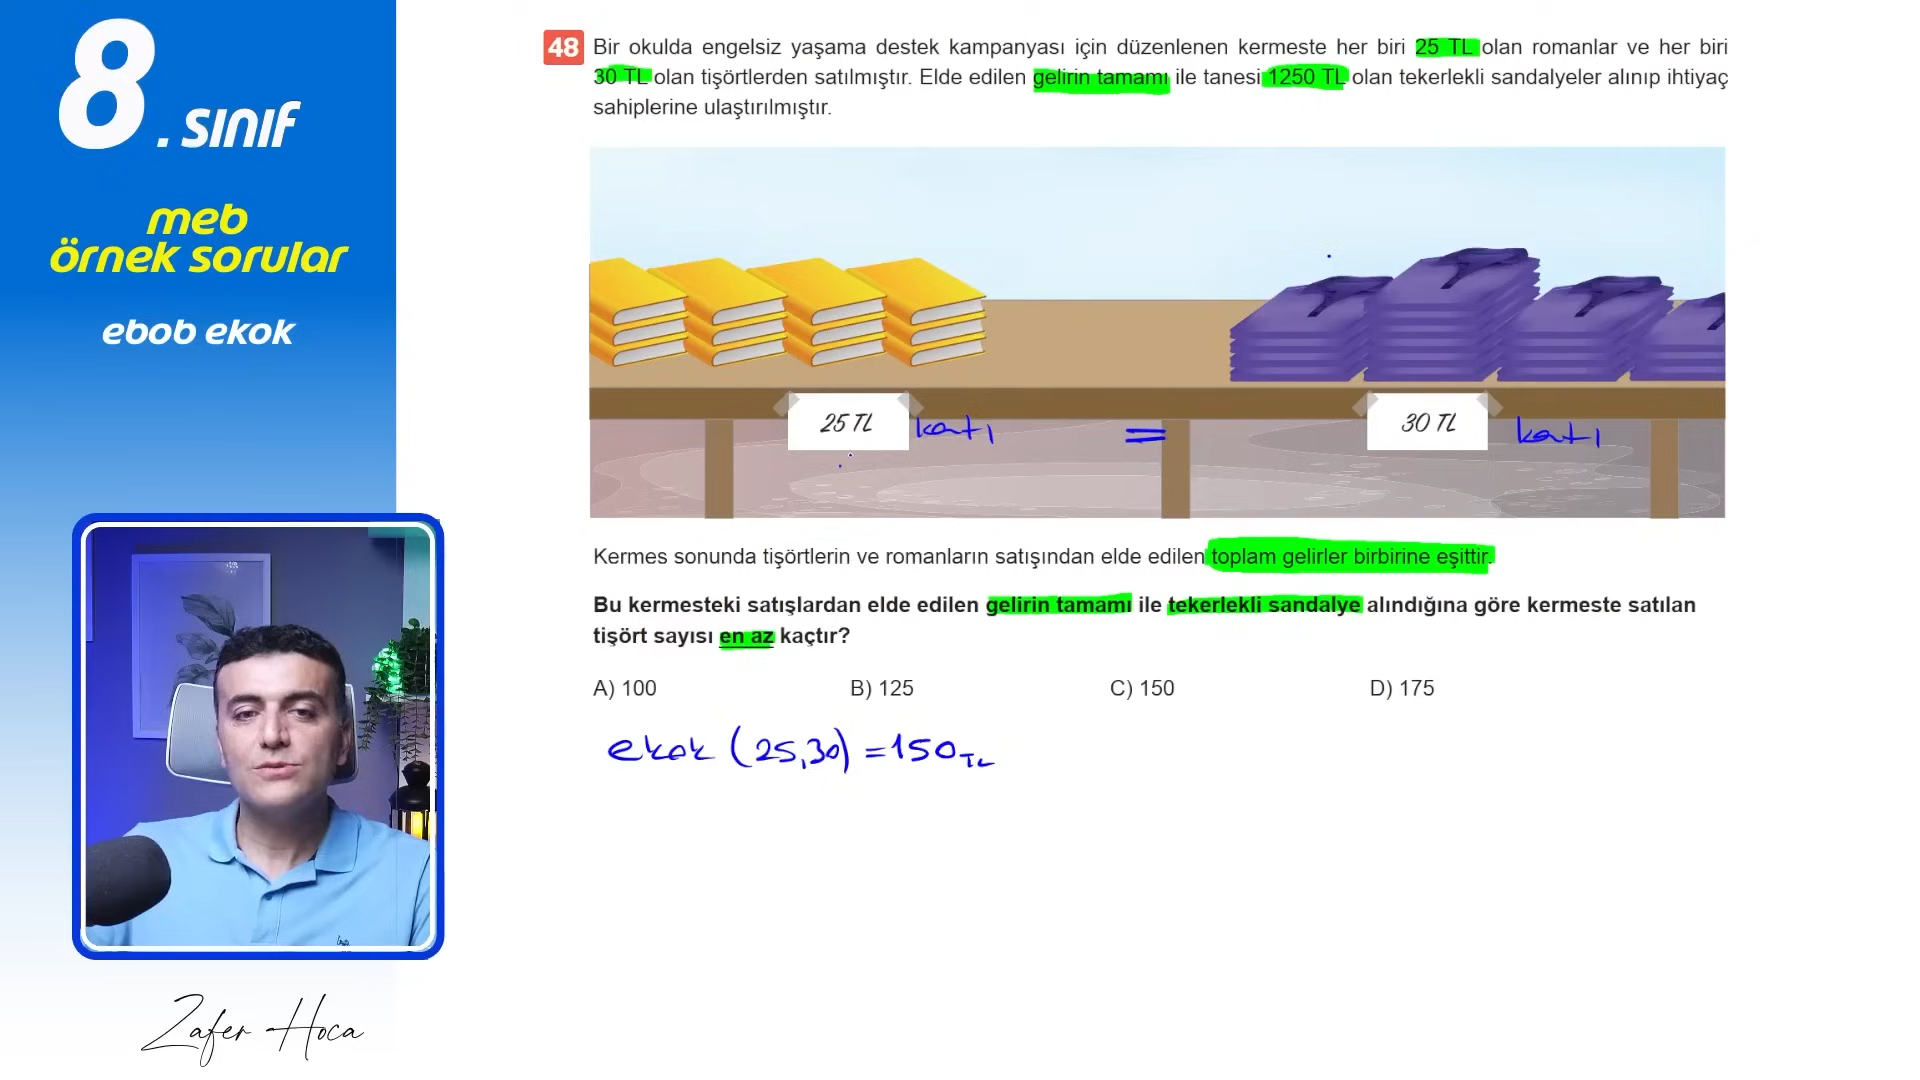 8. sınıf
meb
örnek sorular
ebob ekok
Zafer Hoca
48 Bir okulda engelsiz yaşama destek kampanyası için düzenlenen kermeste her biri 25 TL olan romanlar ve her biri
30 TL olan tişörtlerden satılmıştır. Elde edilen gelirin tamamı ile tanesi 1250 TL olan tekerlekli sandalyeler alınıp ihtiyaç
sahiplerine ulaştırılmıştır.
25 TL katı = 30 TL katı
Kermes sonunda tişörtlerin ve romanların satışından elde edilen toplam gelirler birbirine eşittir.
Bu kermesteki satışlardan elde edilen gelirin tamamı ile tekerlekli sandalye alındığına göre kermeste satılan
tişört sayısı en az kaçtır?
A) 100 B) 125 C) 150 D) 175
ekok (25,30) = 150 TL